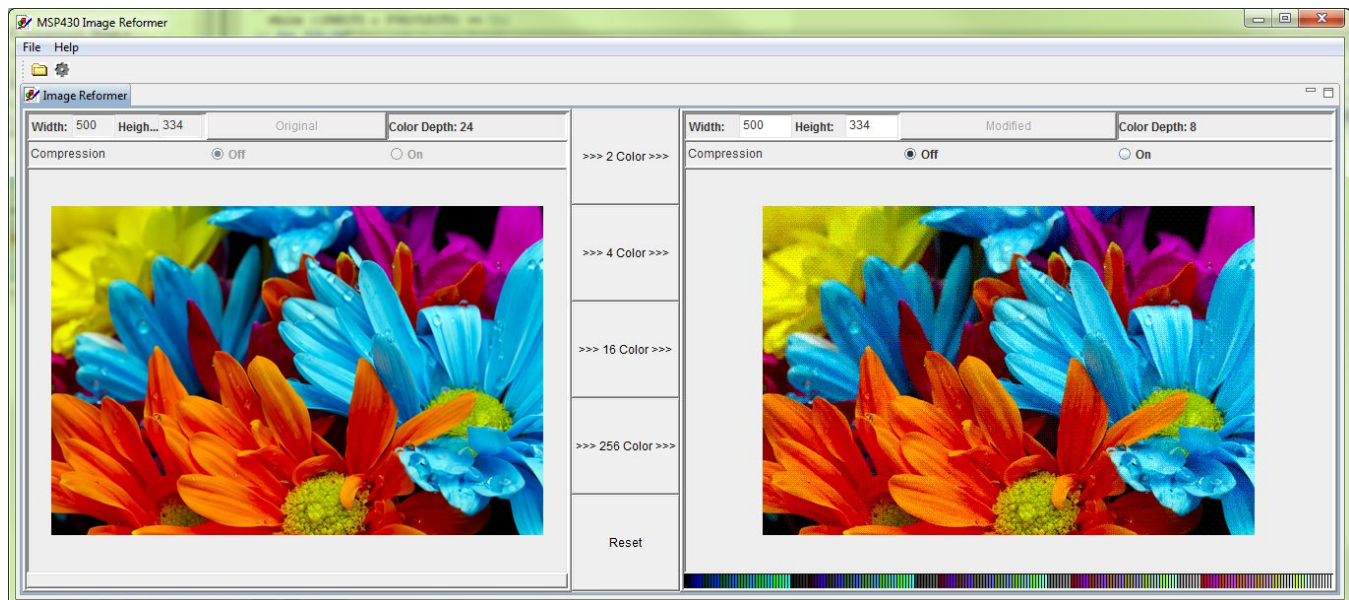 MSP430 Image Reformer
File Help
Image Reformer
Width: 500 Heigh... 334 Original Color Depth: 24
Compression Off On
>>> 2 Color >>>
>>> 4 Color >>>
>>> 16 Color >>>
>>> 256 Color >>>
Reset
Width: 500 Height: 334 Modified Color Depth: 8
Compression Off On